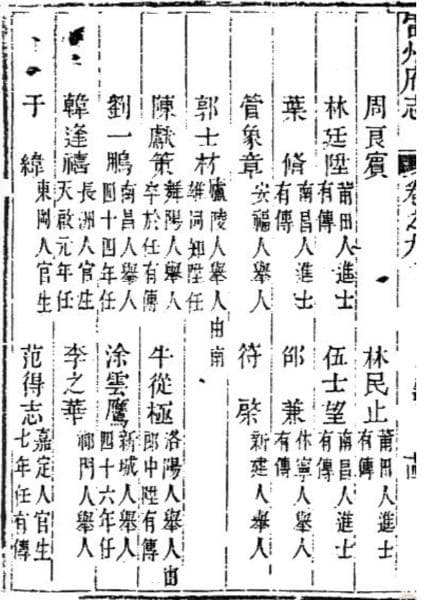 州府志 卷之九
周良賓 林民止 莆田人進士有傳
林廷陞 莆田人進士有傳 伍士望 南昌人進士有傳
葉脩 南昌人進士有傳 邵兼 休寧人舉人有傳
管象章 安福人舉人 符 新建人舉人
郭士材 廬陵人舉人由南雄同知陞任
陳獻策 舞陽人舉人卒於任有傳 牛從極 洛陽人舉人由郎中陞有傳
劉一鵬 南昌人舉人四十四年任 涂雲鷹 新城人舉人四十六年任
韓逢禧 長洲人官生天啟元年任 李之華 祁門人舉人
于緯 東岡人官生 范得志 嘉定人官生七年任有傳